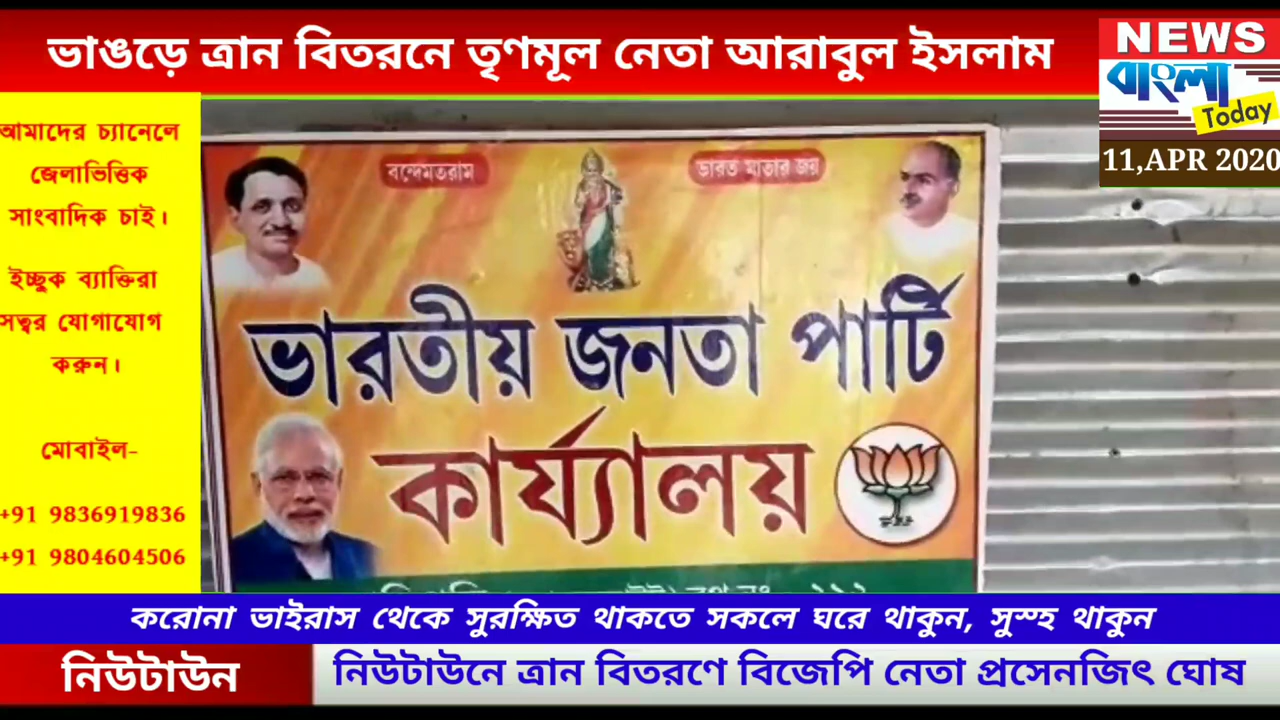 ভাঙড়ে ত্রান বিতরনে তৃণমূল নেতা আরাবুল ইসলাম
NEWS
বাংলা
Today
11,APR 2020
আমাদের চ্যানেলে
জেলাভিত্তিক
সাংবাদিক চাই।
ইচ্ছুক ব্যাক্তিরা
সত্বর যোগাযোগ
করুন।
মোবাইল-
+91 9836919836
+91 9804604506
বন্দেমতরাম
ভারত মাতার জয়
ভারতীয় জনতা পার্টি
কার্য্যালয়
করোনা ভাইরাস থেকে সুরক্ষিত থাকতে সকলে ঘরে থাকুন, সুস্হ থাকুন
নিউটাউন
নিউটাউনে ত্রান বিতরণে বিজেপি নেতা প্রসেনজিৎ ঘোষ